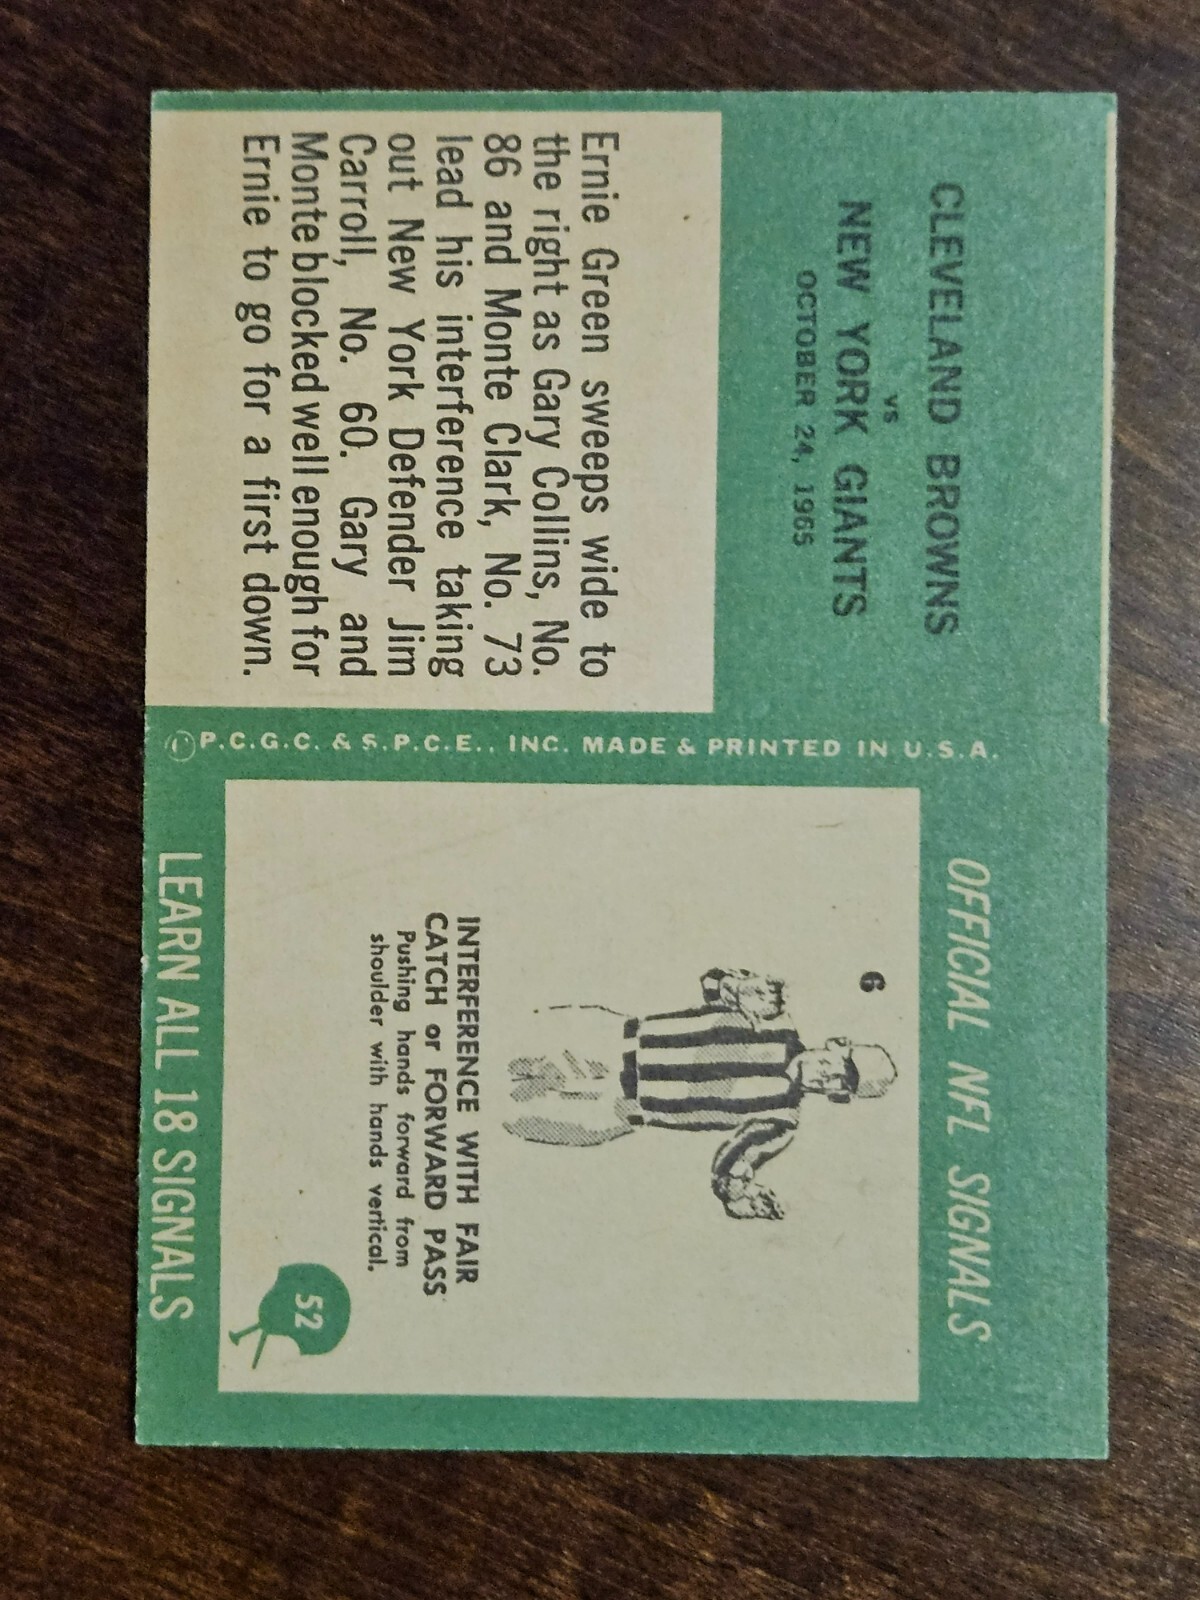 CLEVELAND BROWNS
VS
NEW YORK GIANTS
OCTOBER 24, 1965
Ernie Green sweeps wide to
the right as Gary Collins, No.
86 and Monte Clark, No. 73
lead his interference taking
out New York Defender Jim
Carroll, No. 60. Gary and
Monte blocked well enough for
Ernie to go for a first down.
© P.C.G.C. & S.P.C.E., INC. MADE & PRINTED IN U.S.A.
OFFICIAL NFL SIGNALS
6
INTERFERENCE WITH FAIR
CATCH or FORWARD PASS
Pushing hands forward from
shoulder with hands vertical.
52
LEARN ALL 18 SIGNALS